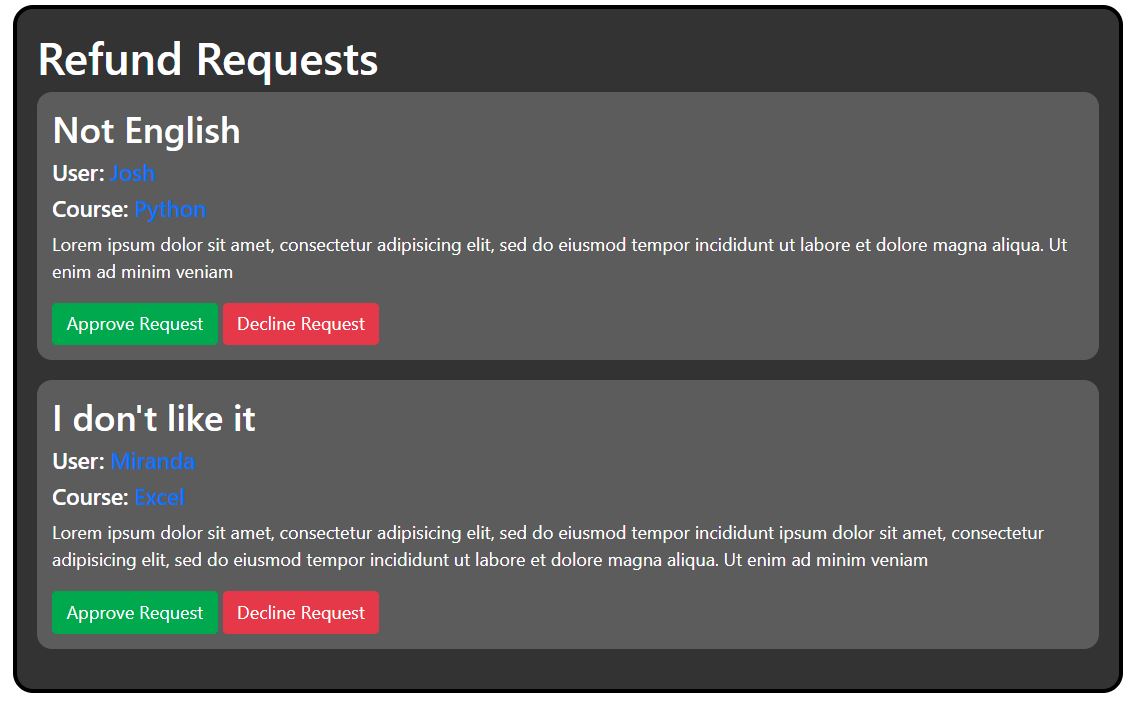 Refund Requests
Not English
User: Josh
Course: Python
Lorem ipsum dolor sit amet, consectetur adipisicing elit, sed do eiusmod tempor incididunt ut labore et dolore magna aliqua. Ut
enim ad minim veniam
Approve Request Decline Request
I don't like it
User: Miranda
Course: Excel
Lorem ipsum dolor sit amet, consectetur adipisicing elit, sed do eiusmod tempor incididunt ipsum dolor sit amet, consectetur
adipisicing elit, sed do eiusmod tempor incididunt ut labore et dolore magna aliqua. Ut enim ad minim veniam
Approve Request Decline Request